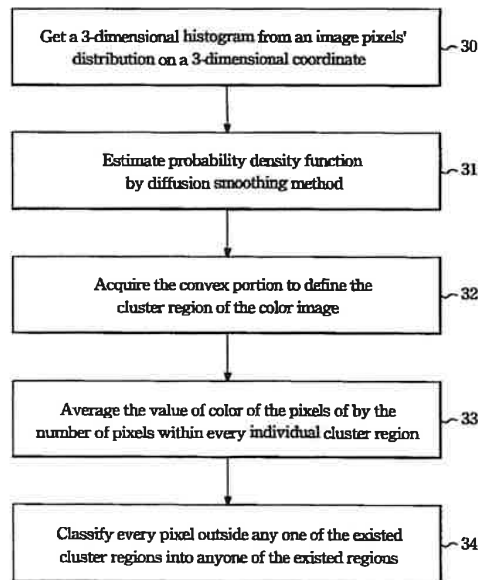 Get a 3-dimensional histogram from an image pixels'
distribution on a 3-dimensional coordinate
30
Estimate probability density function
by diffusion smoothing method
31
Acquire the convex portion to define the
cluster region of the color image
32
Average the value of color of the pixels of by the
number of pixels within every individual cluster region
33
Classify every pixel outside any one of the existed
cluster regions into anyone of the existed regions
34